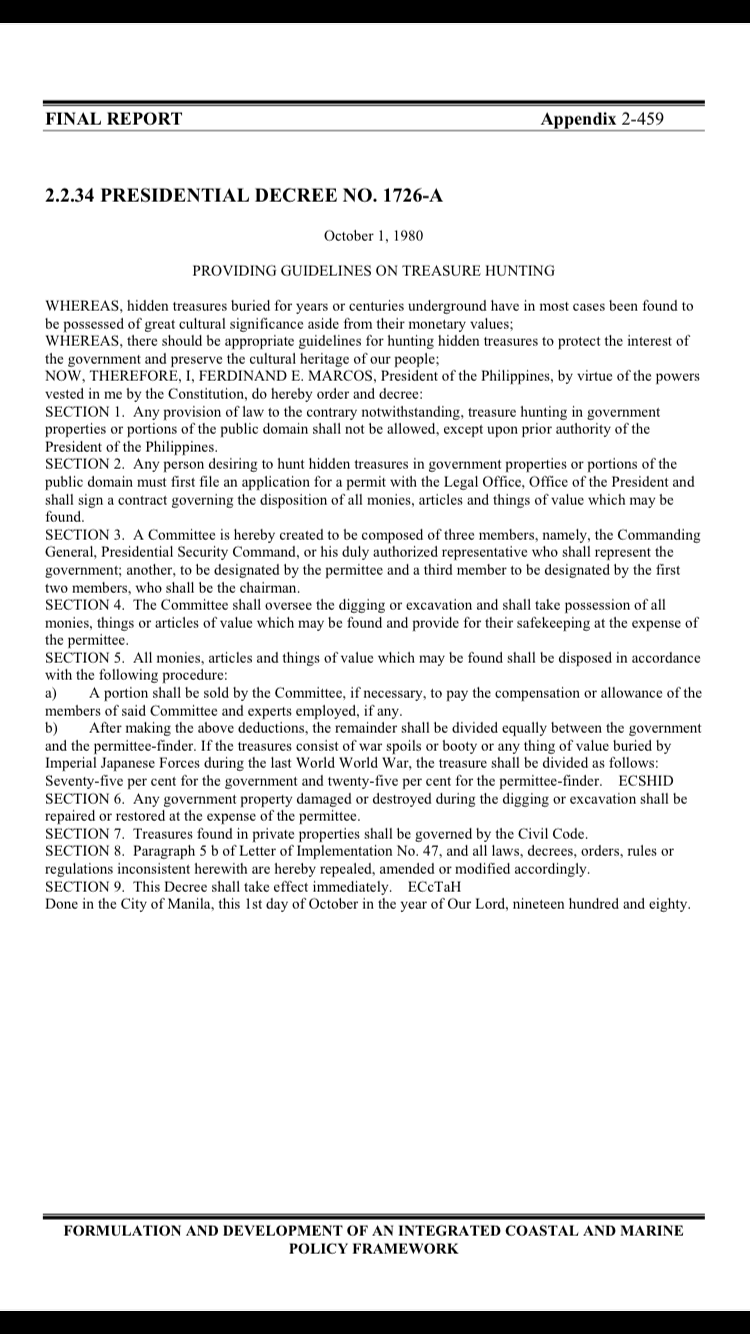 FINAL REPORT Appendix 2-459
2.2.34 PRESIDENTIAL DECREE NO. 1726-A
October 1, 1980
PROVIDING GUIDELINES ON TREASURE HUNTING
WHEREAS, hidden treasures buried for years or centuries underground have in most cases been found to
be possessed of great cultural significance aside from their monetary values;
WHEREAS, there should be appropriate guidelines for hunting hidden treasures to protect the interest of
the government and preserve the cultural heritage of our people;
NOW, THEREFORE, I, FERDINAND E. MARCOS, President of the Philippines, by virtue of the powers
vested in me by the Constitution, do hereby order and decree:
SECTION 1. Any provision of law to the contrary notwithstanding, treasure hunting in government
properties or portions of the public domain shall not be allowed, except upon prior authority of the
President of the Philippines.
SECTION 2. Any person desiring to hunt hidden treasures in government properties or portions of the
public domain must first file an application for a permit with the Legal Office, Office of the President and
shall sign a contract governing the disposition of all monies, articles and things of value which may be
found.
SECTION 3. A Committee is hereby created to be composed of three members, namely, the Commanding
General, Presidential Security Command, or his duly authorized representative who shall represent the
government; another, to be designated by the permittee and a third member to be designated by the first
two members, who shall be the chairman.
SECTION 4. The Committee shall oversee the digging or excavation and shall take possession of all
monies, things or articles of value which may be found and provide for their safekeeping at the expense of
the permittee.
SECTION 5. All monies, articles and things of value which may be found shall be disposed in accordance
with the following procedure:
a) A portion shall be sold by the Committee, if necessary, to pay the compensation or allowance of the
members of said Committee and experts employed, if any.
b) After making the above deductions, the remainder shall be divided equally between the government
and the permittee-finder. If the treasures consist of war spoils or booty or any thing of value buried by
Imperial Japanese Forces during the last World World War, the treasure shall be divided as follows:
Seventy-five per cent for the government and twenty-five per cent for the permittee-finder. ECSHID
SECTION 6. Any government property damaged or destroyed during the digging or excavation shall be
repaired or restored at the expense of the permittee.
SECTION 7. Treasures found in private properties shall be governed by the Civil Code.
SECTION 8. Paragraph 5 b of Letter of Implementation No. 47, and all laws, decrees, orders, rules or
regulations inconsistent herewith are hereby repealed, amended or modified accordingly.
SECTION 9. This Decree shall take effect immediately. ECcTaH
Done in the City of Manila, this 1st day of October in the year of Our Lord, nineteen hundred and eighty.
FORMULATION AND DEVELOPMENT OF AN INTEGRATED COASTAL AND MARINE
POLICY FRAMEWORK